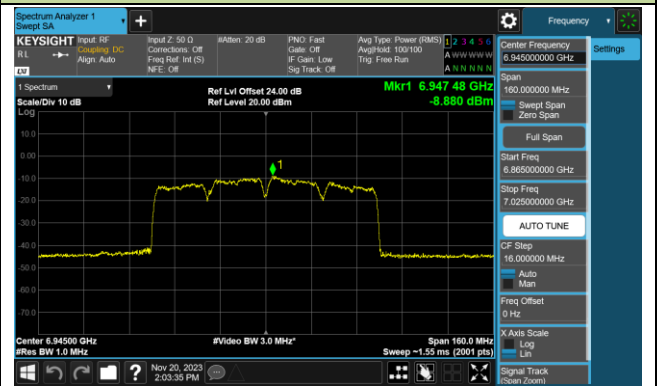 Spectrum Analyzer 1
Swept SA
Frequency
KEYSIGHT
RL
LXI
Input: RF
Coupling: DC
Align: Auto
Input Z: 50 Ω
Corrections: Off
Freq Ref: Int (S)
NFE: Off
#Atten: 20 dB
PNO: Fast
Gate: Off
IF Gain: Low
Sig Track: Off
Avg Type: Power (RMS)
Avg|Hold: 100/100
Trig: Free Run
1 2 3 4 5 6
A W W W W W
A N N N N N
1 Spectrum
Scale/Div 10 dB
Log
Ref Lvl Offset 24.00 dB
Ref Level 20.00 dBm
Mkr1 6.947 48 GHz
-8.880 dBm
1
10.0
0.00
-10.0
-20.0
-30.0
-40.0
-50.0
-60.0
-70.0
Center 6.94500 GHz
#Res BW 1.0 MHz
#Video BW 3.0 MHz*
Span 160.0 MHz
Sweep ~1.55 ms (2001 pts)
Nov 20, 2023
2:03:35 PM
Center Frequency
6.945000000 GHz
Settings
Span
160.000000 MHz
Swept Span
Zero Span
Full Span
Start Freq
6.865000000 GHz
Stop Freq
7.025000000 GHz
AUTO TUNE
CF Step
16.000000 MHz
Auto
Man
Freq Offset
0 Hz
X Axis Scale
Log
Lin
Signal Track
(Span Zoom)